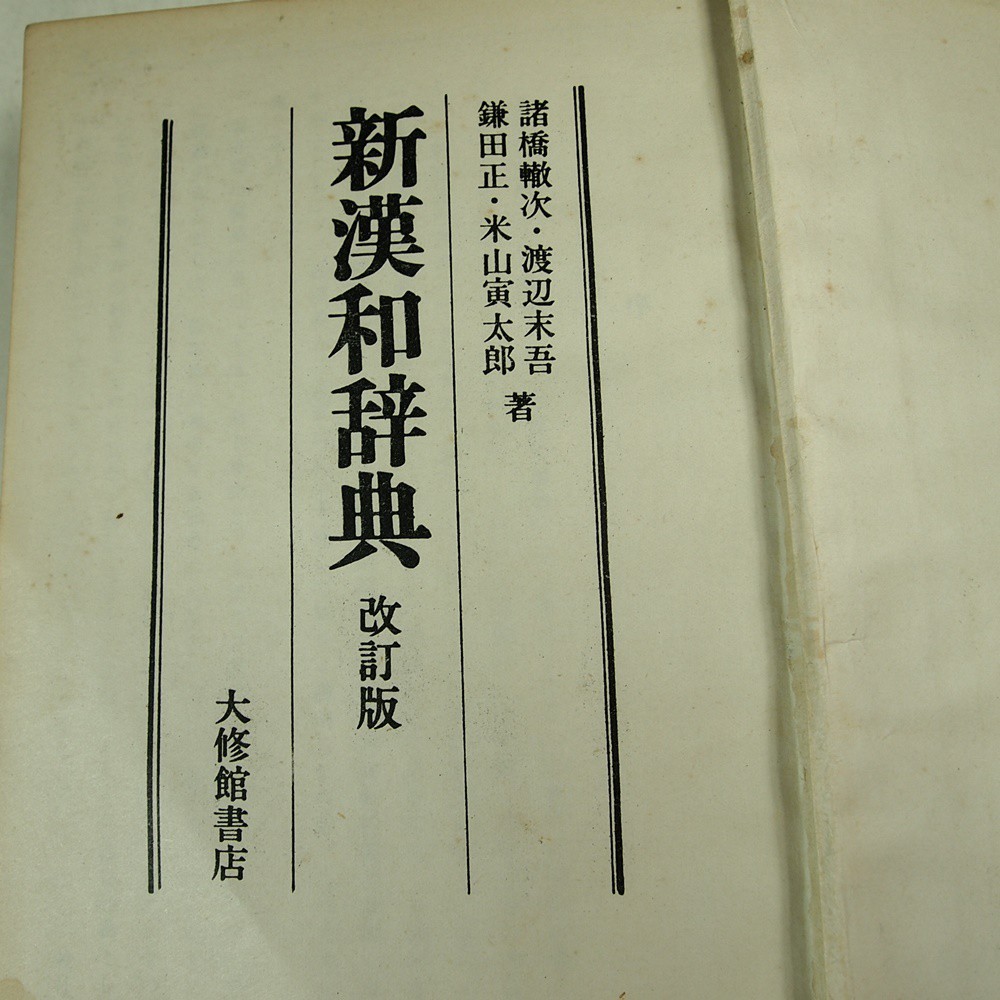 諸橋轍次・渡辺末吾
鎌田正・米山寅太郎
著
新漢和辞典
改訂版
大修館書店